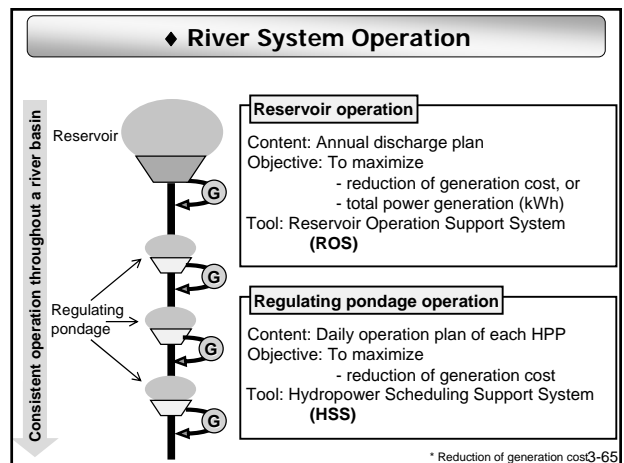 ♦ River System Operation
Consistent operation throughout a river basin
Reservoir
G
G
Regulating
pondage
G
G
Reservoir operation
Content: Annual discharge plan
Objective: To maximize
- reduction of generation cost, or
- total power generation (kWh)
Tool: Reservoir Operation Support System
(ROS)
Regulating pondage operation
Content: Daily operation plan of each HPP
Objective: To maximize
- reduction of generation cost
Tool: Hydropower Scheduling Support System
(HSS)
* Reduction of generation cost3-65